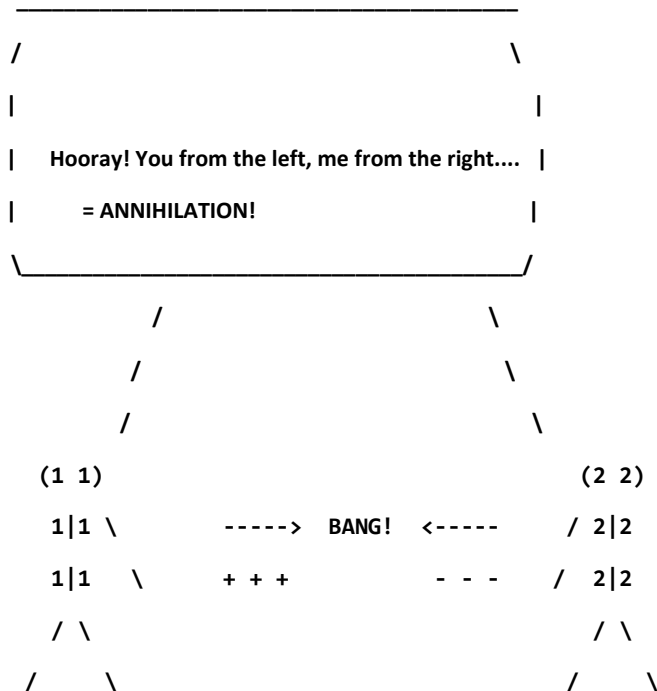 Hooray! You from the left, me from the right....
= ANNIHILATION!
(1 1) (2 2)
1|1 \ -----> BANG! <----- / 2|2
1|1 \ + + + - - - / 2|2